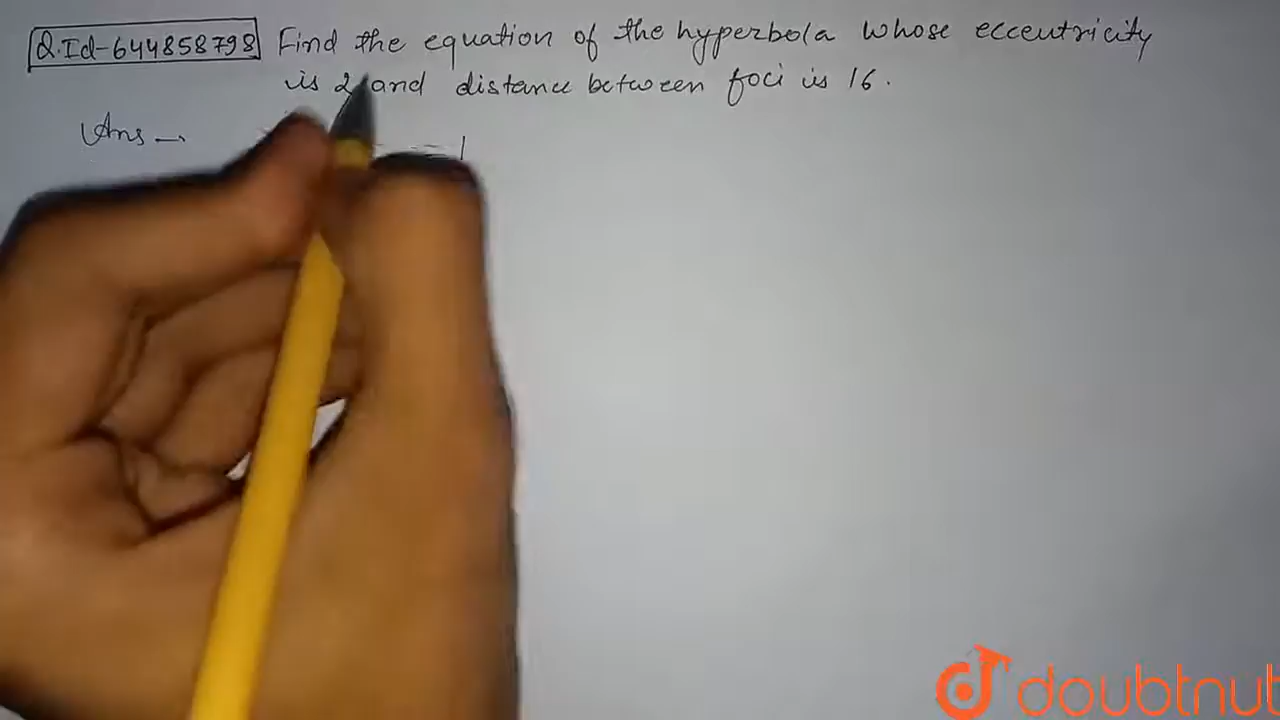 Q.Id-644858798 Find the equation of the hyperbola whose eccentricity
is 2 and distance between foci is 16.
Ans →
doubtnut